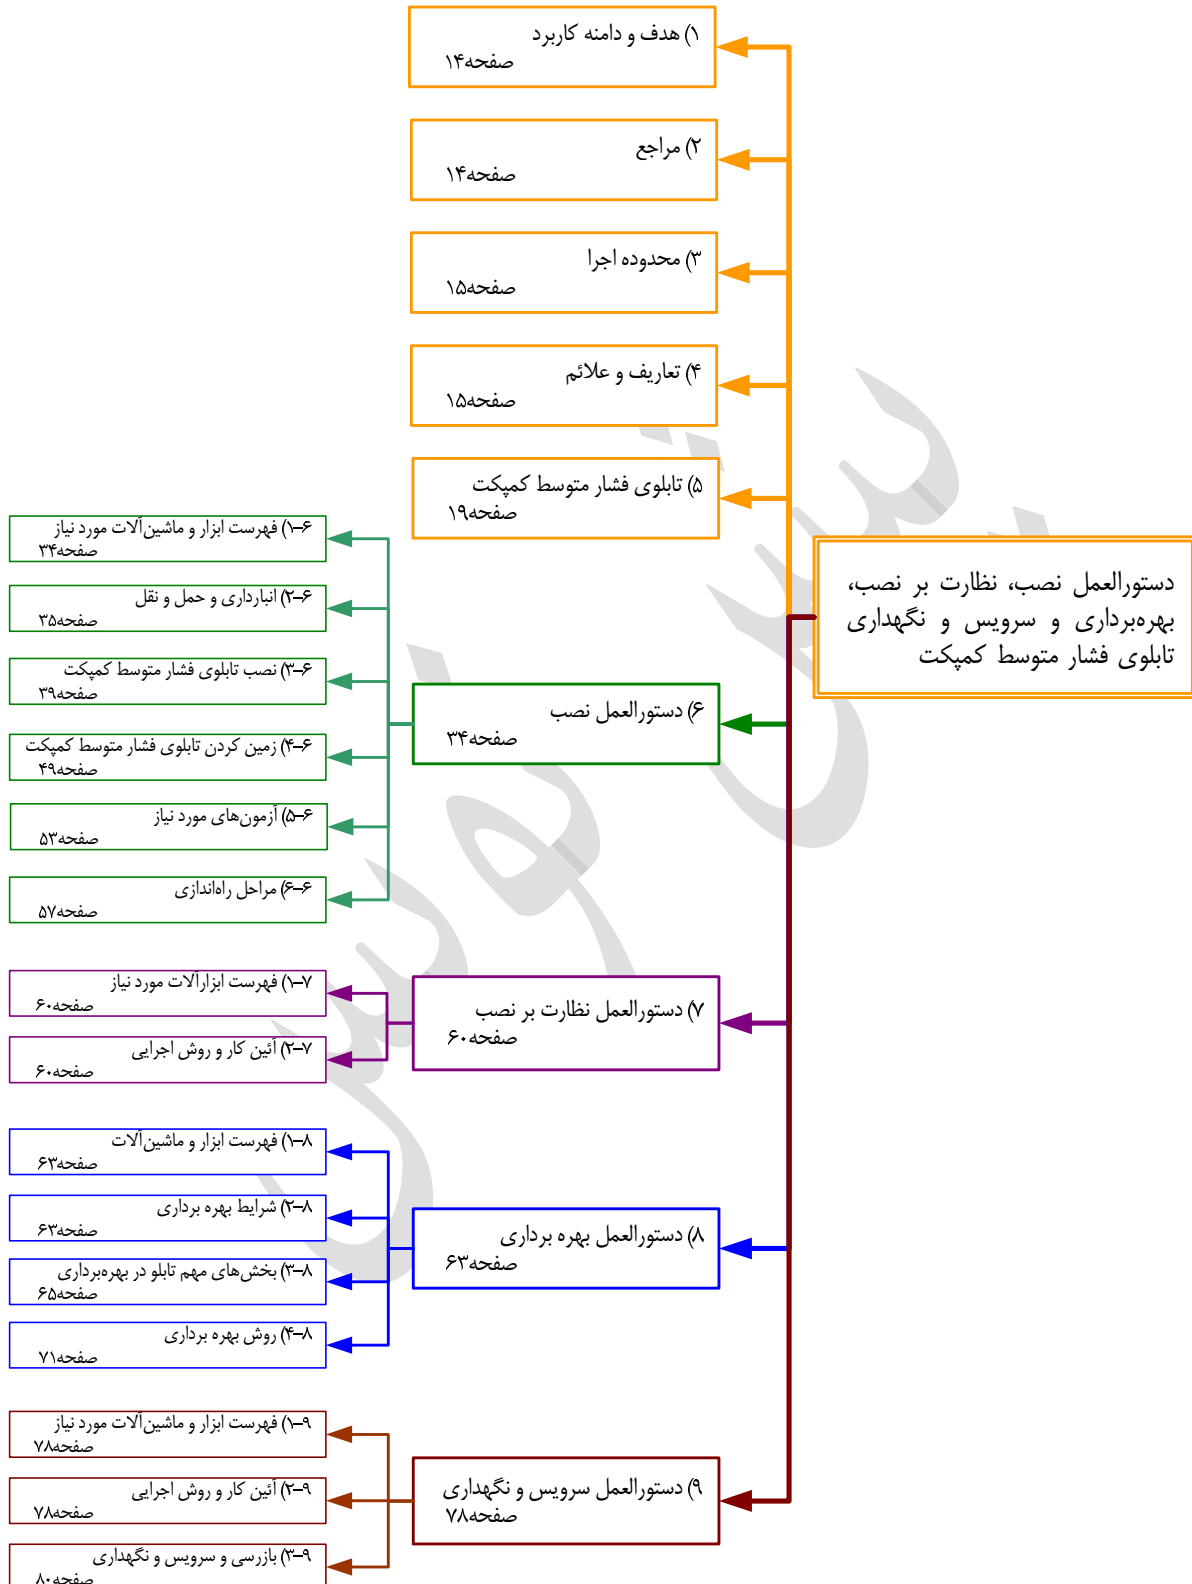 دستورالعمل نصب، نظارت بر نصب،
بهره‌برداری و سرویس و نگهداری
تابلوی فشار متوسط کمپکت
۱) هدف و دامنه کاربرد
صفحه۱۴
۲) مراجع
صفحه۱۴
۳) محدوده اجرا
صفحه۱۵
۴) تعاریف و علائم
صفحه۱۵
۵) تابلوی فشار متوسط کمپکت
صفحه۱۹
۶) دستورالعمل نصب
صفحه۳۴
۶–۱) فهرست ابزار و ماشین‌آلات مورد نیاز
صفحه۳۴
۶–۲) انبارداری و حمل و نقل
صفحه۳۵
۶–۳) نصب تابلوی فشار متوسط کمپکت
صفحه۳۹
۶–۴) زمین کردن تابلوی فشار متوسط کمپکت
صفحه۴۹
۶–۵) آزمون‌های مورد نیاز
صفحه۵۳
۶–۶) مراحل راه‌اندازی
صفحه۵۷
۷) دستورالعمل نظارت بر نصب
صفحه۶۰
۷–۱) فهرست ابزارآلات مورد نیاز
صفحه۶۰
۷–۲) آئین کار و روش اجرایی
صفحه۶۰
۸) دستورالعمل بهره برداری
صفحه۶۳
۸–۱) فهرست ابزار و ماشین‌آلات
صفحه۶۳
۸–۲) شرایط بهره برداری
صفحه۶۳
۸–۳) بخش‌های مهم تابلو در بهره‌برداری
صفحه۶۵
۸–۴) روش بهره برداری
صفحه۷۱
۹) دستورالعمل سرویس و نگهداری
صفحه۷۸
۹–۱) فهرست ابزار و ماشین‌آلات مورد نیاز
صفحه۷۸
۹–۲) آئین کار و روش اجرایی
صفحه۷۸
۹–۳) بازرسی و سرویس و نگهداری
صفحه۸۰
پیش نویس